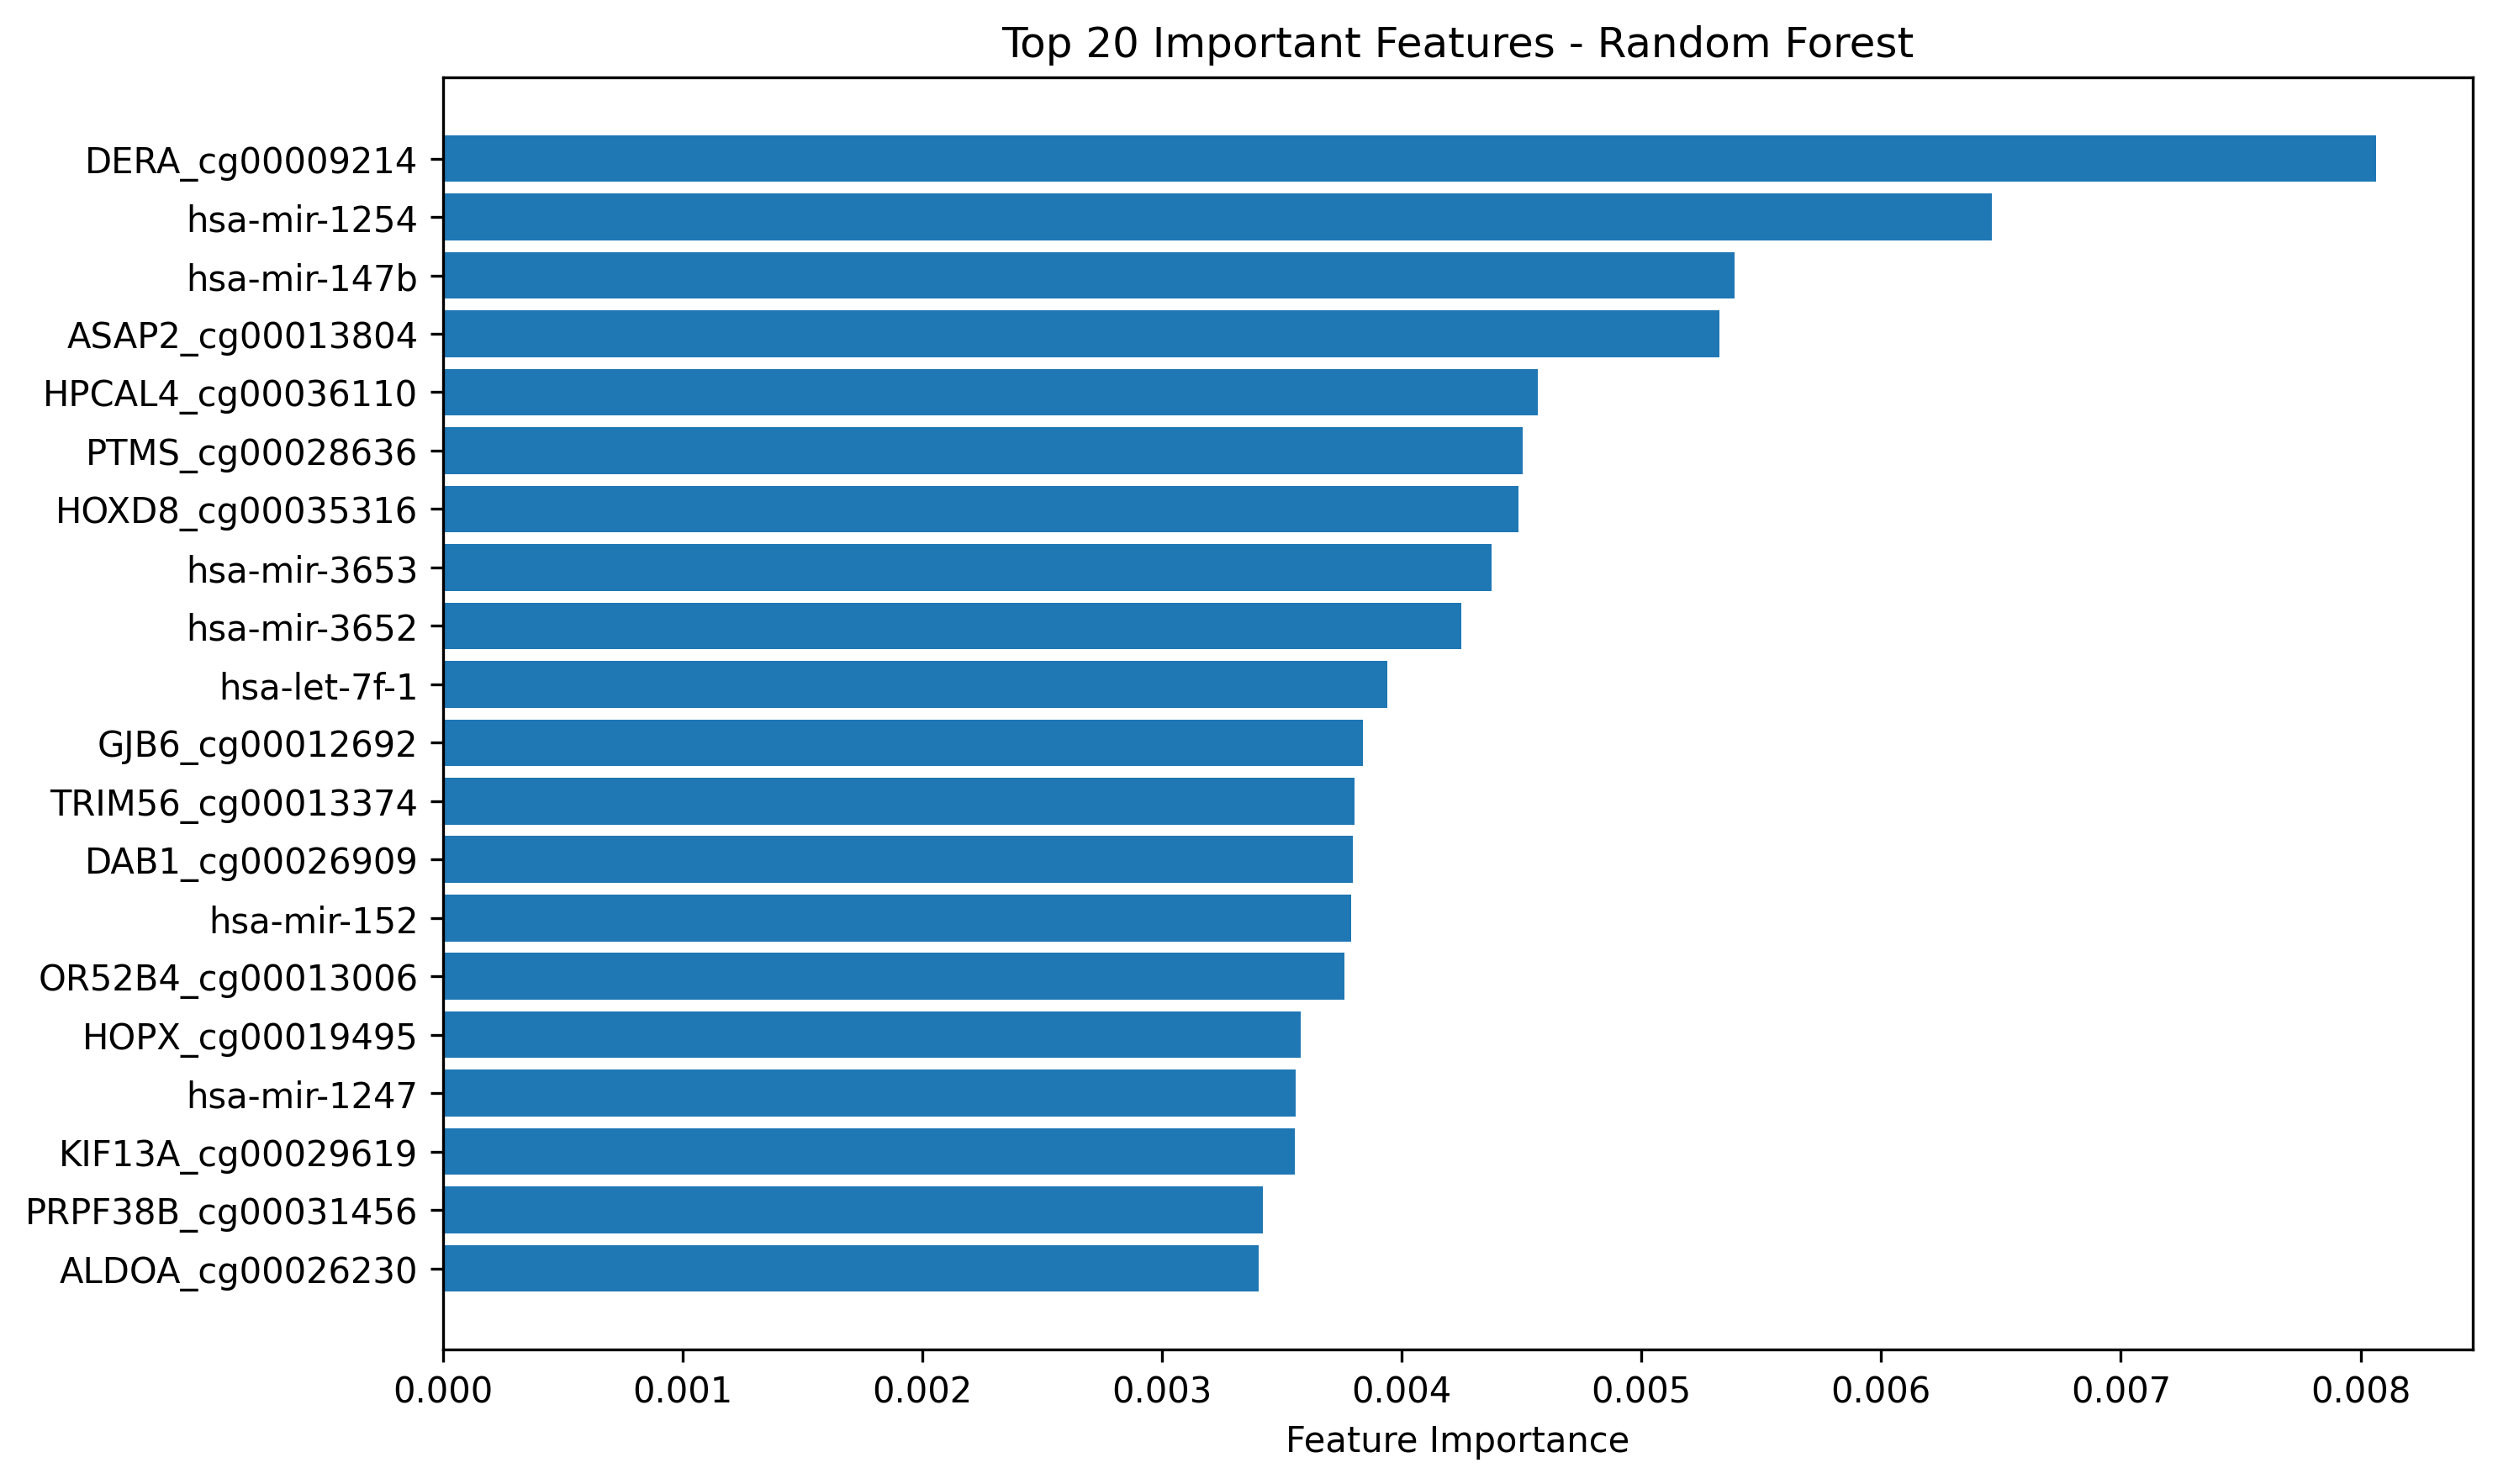 Top 20 Important Features - Random Forest
DERA_cg00009214
hsa-mir-1254
hsa-mir-147b
ASAP2_cg00013804
HPCAL4_cg00036110
PTMS_cg00028636
HOXD8_cg00035316
hsa-mir-3653
hsa-mir-3652
hsa-let-7f-1
GJB6_cg00012692
TRIM56_cg00013374
DAB1_cg00026909
hsa-mir-152
OR52B4_cg00013006
HOPX_cg00019495
hsa-mir-1247
KIF13A_cg00029619
PRPF38B_cg00031456
ALDOA_cg00026230
0.000 0.001 0.002 0.003 0.004 0.005 0.006 0.007 0.008
Feature Importance